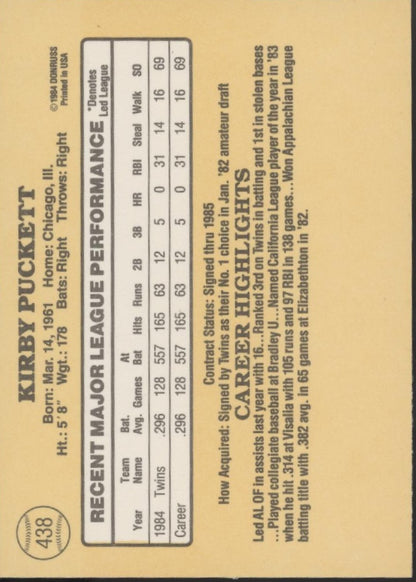 438
KIRBY PUCKETT
Born: Mar. 14, 1961 Home: Chicago, Ill.
Ht.: 5'8" Wgt.: 178 Bats: Right Throws: Right
©1984 DONRUSS
Printed in USA
RECENT MAJOR LEAGUE PERFORMANCE
*Denotes
Led League
Year Team Name Bat. Avg. Games At Bat Hits Runs 2B 3B HR RBI Steal Walk SO
1984 Twins .296 128 557 165 63 12 5 0 31 14 16 69
Career .296 128 557 165 63 12 5 0 31 14 16 69
Contract Status: Signed thru 1985
How Acquired: Signed by Twins as their No. 1 choice in Jan. '82 amateur draft
CAREER HIGHLIGHTS
Led AL OF in assists last year with 16...Ranked 3rd on Twins in batting and 1st in stolen bases
...Played collegiate baseball at Bradley U...Named California League player of the year in '83
when he hit .314 at Visalia with 105 runs and 97 RBI in 138 games...Won Appalachian League
batting title with .382 avg. in 65 games at Elizabethton in '82.